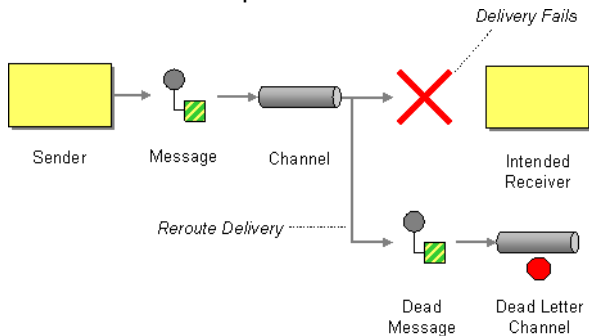 Delivery Fails
Sender
Message
Channel
Intended
Receiver
Reroute Delivery
Dead
Message
Dead Letter
Channel